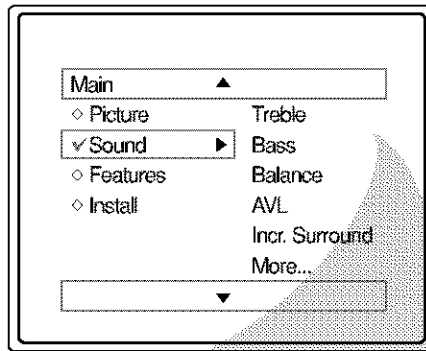 Main
Picture
Sound
Features
Install
Treble
Bass
Balance
AVL
Incr. Surround
More...